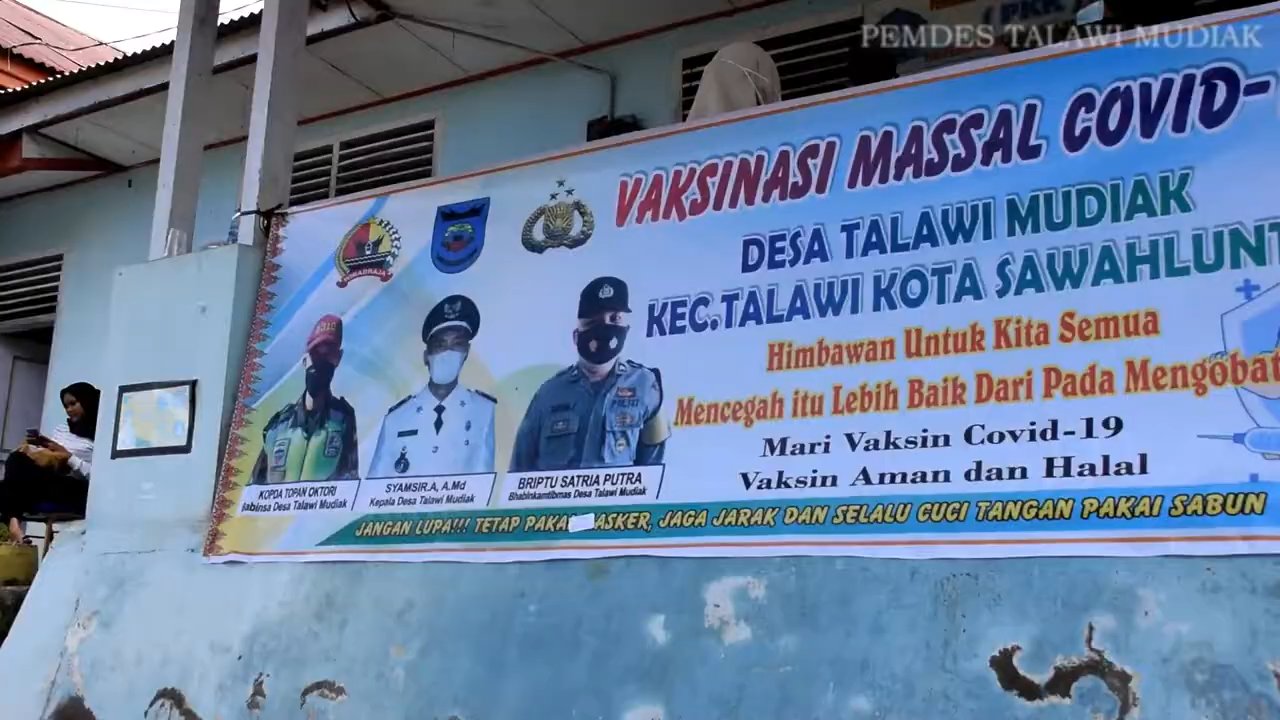 PEMDES TALAWI MUDIAK
PKK
VAKSINASI MASSAL COVID-
DESA TALAWI MUDIAK
KEC.TALAWI KOTA SAWAHLUNT
Himbawan Untuk Kita Semua
Mencegah itu Lebih Baik Dari Pada Mengobat
Mari Vaksin Covid-19
Vaksin Aman dan Halal
WIRABRAJA
KOPDA TOPAN OKTORI
Babinsa Desa Talawi Mudiak
SYAMSIR.A, A.Md
Kepala Desa Talawi Mudiak
BRIPTU SATRIA PUTRA
Bhabinkamtibmas Desa Talawi Mudiak
JANGAN LUPA!!! TETAP PAKA ASKER, JAGA JARAK DAN SELALU CUCI TANGAN PAKAI SABUN